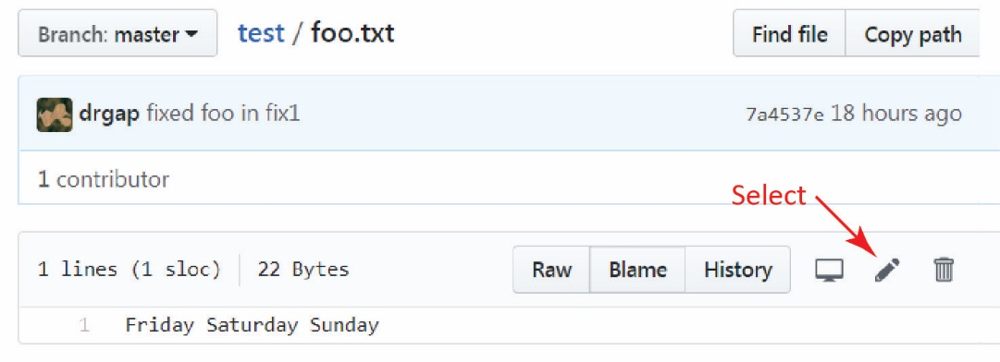 Branch: master test / foo.txt Find file Copy path
drgap fixed foo in fix1 7a4537e 18 hours ago
1 contributor
Select
1 lines (1 sloc) 22 Bytes Raw Blame History
1 Friday Saturday Sunday